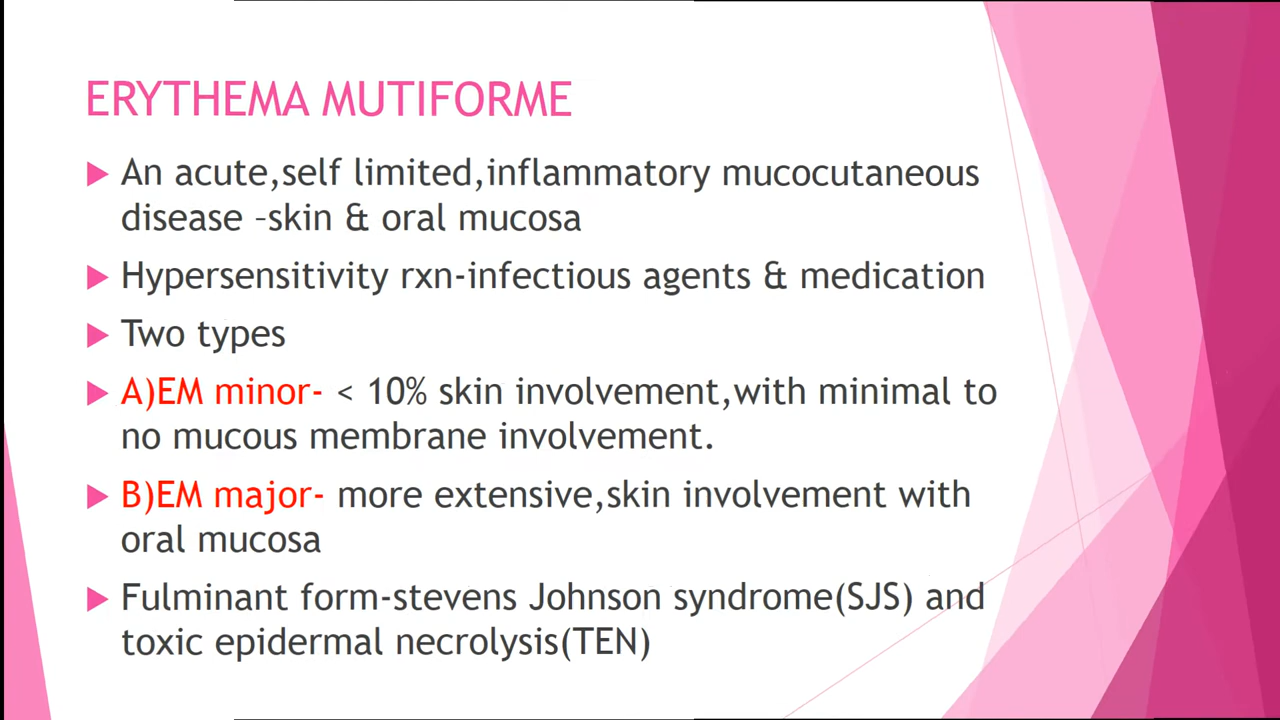 ERYTHEMA MUTIFORME
An acute,self limited,inflammatory mucocutaneous
disease –skin & oral mucosa
Hypersensitivity rxn-infectious agents & medication
Two types
A)EM minor- < 10% skin involvement,with minimal to
no mucous membrane involvement.
B)EM major- more extensive,skin involvement with
oral mucosa
Fulminant form-stevens Johnson syndrome(SJS) and
toxic epidermal necrolysis(TEN)